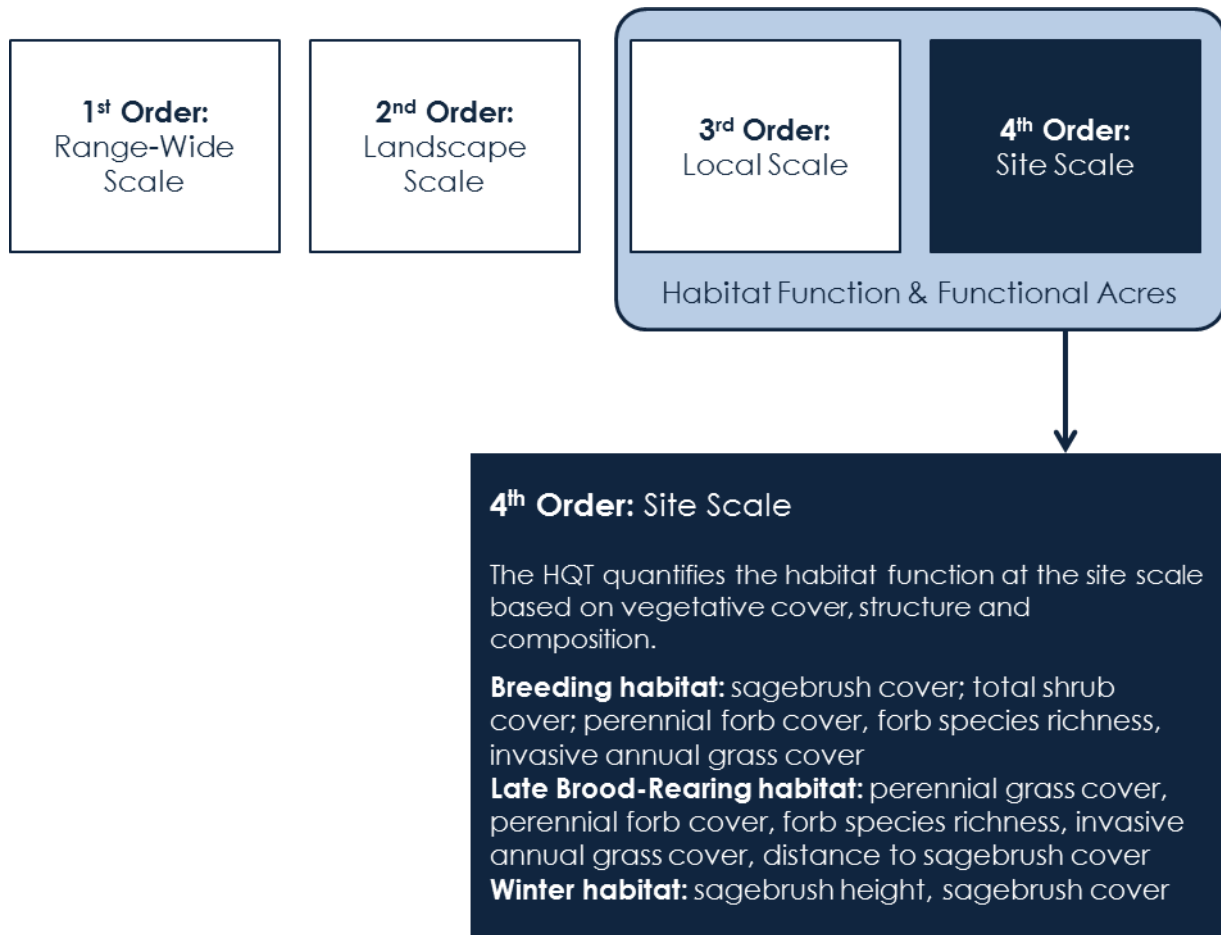 1st Order:
Range-Wide
Scale
2nd Order:
Landscape
Scale
3rd Order:
Local Scale
4th Order:
Site Scale
Habitat Function & Functional Acres
4th Order: Site Scale
The HQT quantifies the habitat function at the site scale
based on vegetative cover, structure and
composition.
Breeding habitat: sagebrush cover; total shrub
cover; perennial forb cover, forb species richness,
invasive annual grass cover
Late Brood-Rearing habitat: perennial grass cover,
perennial forb cover, forb species richness, invasive
annual grass cover, distance to sagebrush cover
Winter habitat: sagebrush height, sagebrush cover